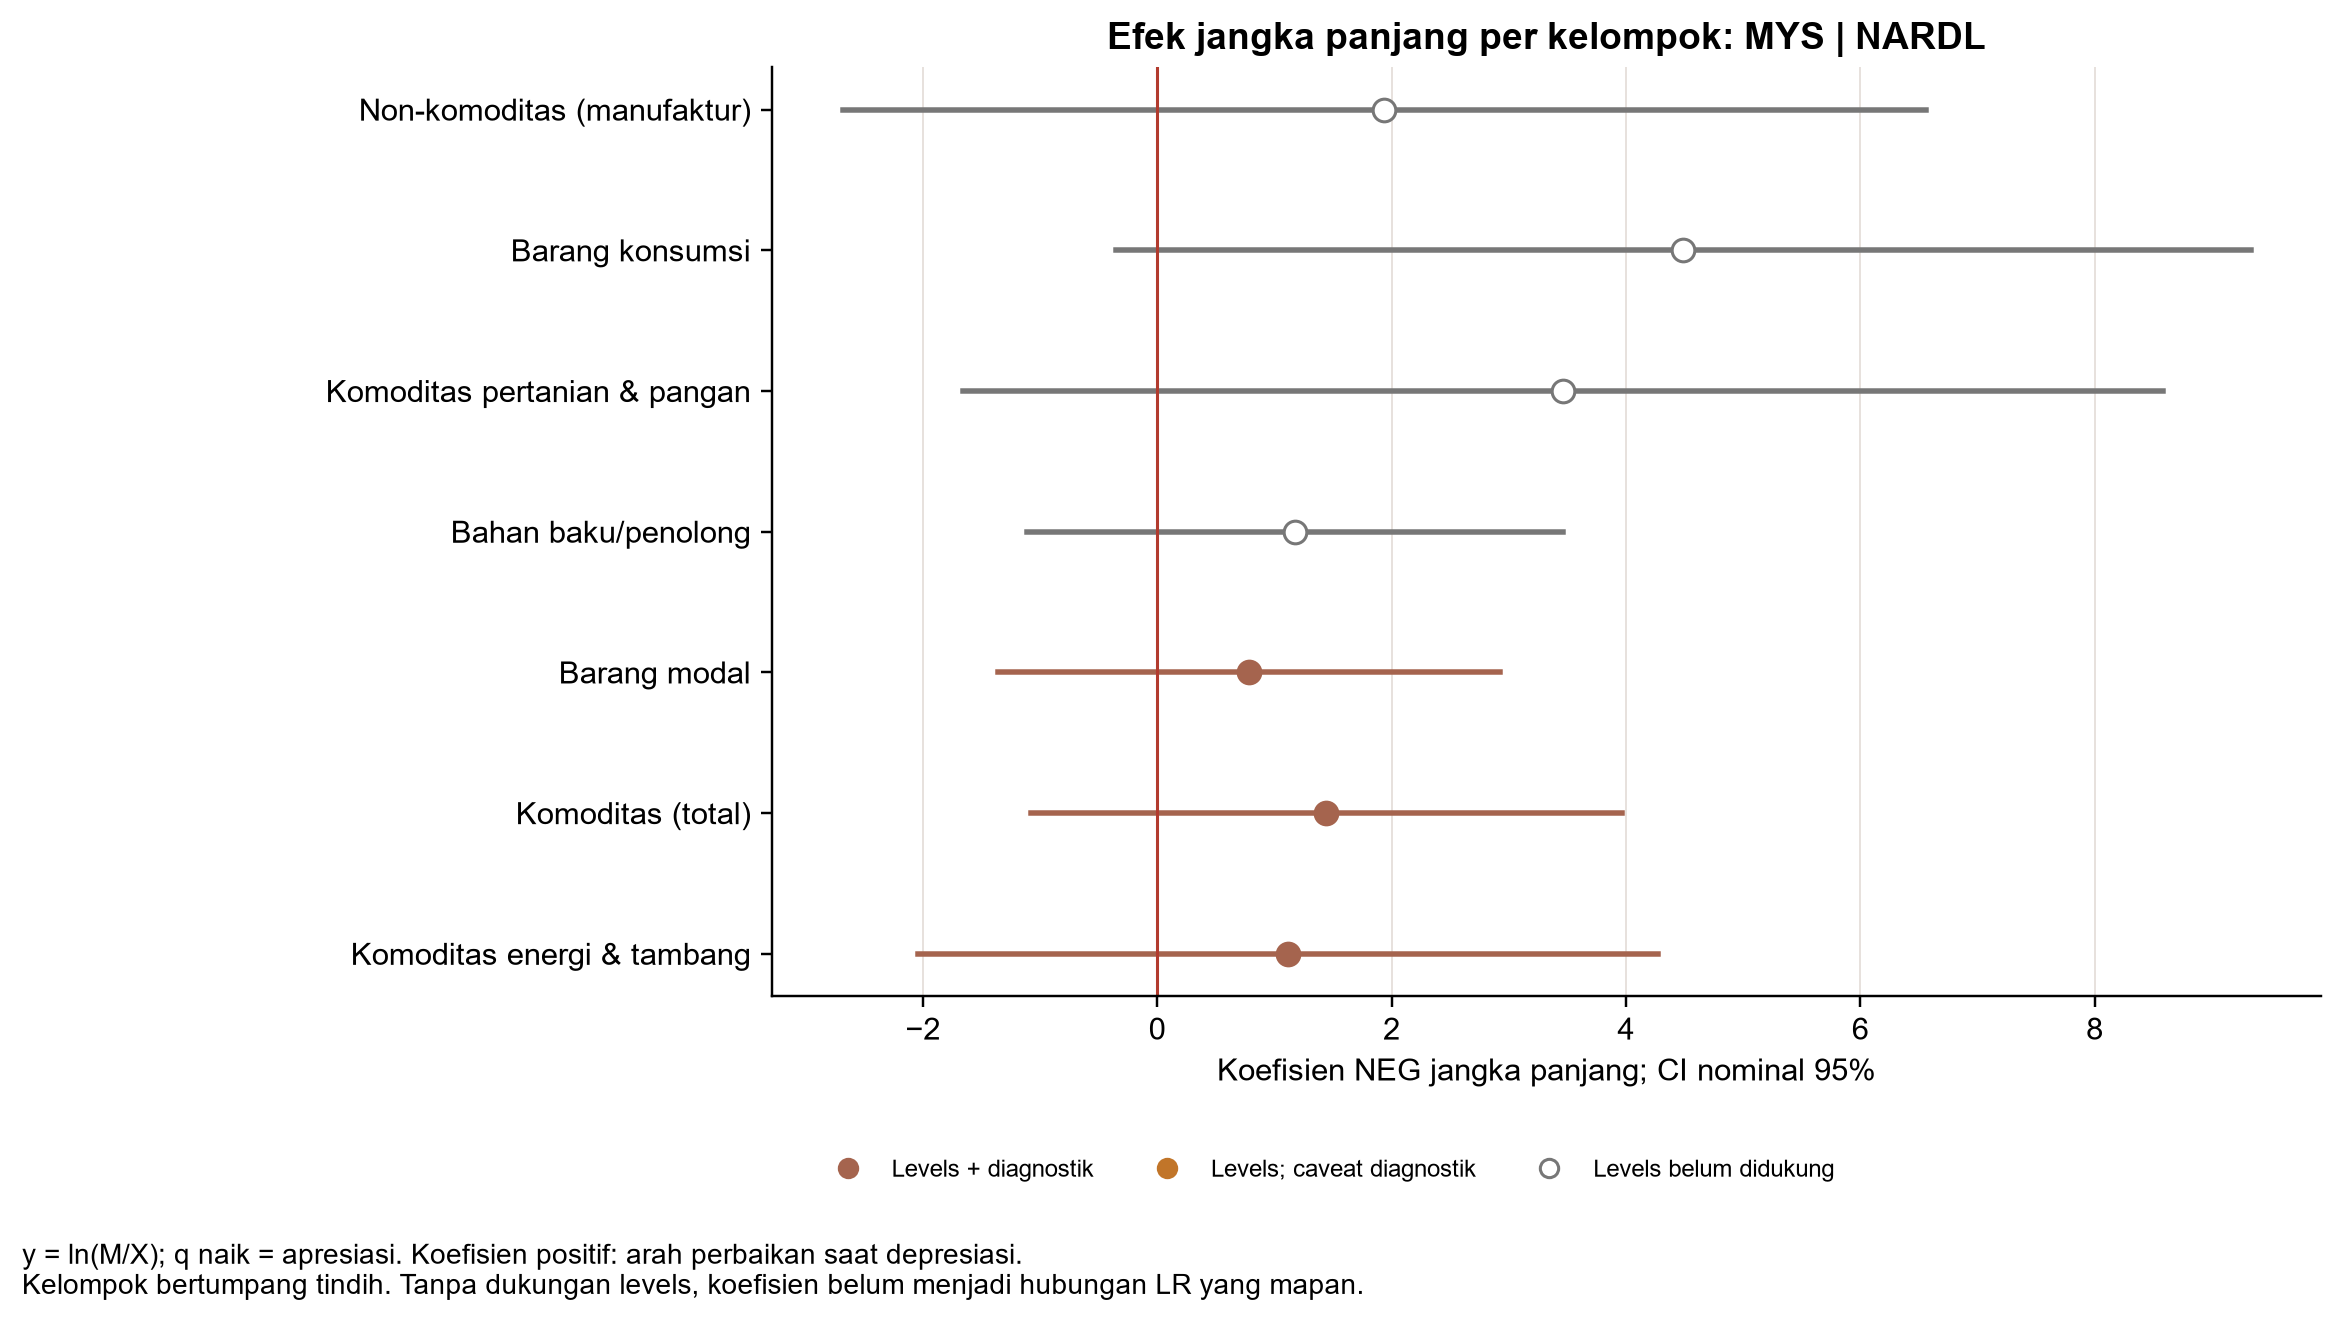 Efek jangka panjang per kelompok: MYS | NARDL
Non-komoditas (manufaktur)
Barang konsumsi
Komoditas pertanian & pangan
Bahan baku/penolong
Barang modal
Komoditas (total)
Komoditas energi & tambang
−2 0 2 4 6 8
Koefisien NEG jangka panjang; CI nominal 95%
Levels + diagnostik Levels; caveat diagnostik Levels belum didukung
y = ln(M/X); q naik = apresiasi. Koefisien positif: arah perbaikan saat depresiasi.
Kelompok bertumpang tindih. Tanpa dukungan levels, koefisien belum menjadi hubungan LR yang mapan.